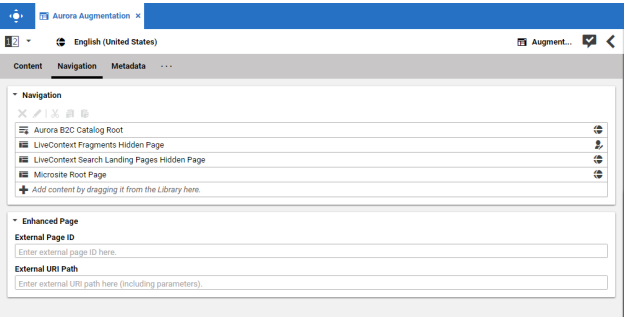 Aurora Augmentation ×
12 English (United States) Augment...
Content Navigation Metadata ...
Navigation
Aurora B2C Catalog Root
LiveContext Fragments Hidden Page
LiveContext Search Landing Pages Hidden Page
Microsite Root Page
Add content by dragging it from the Library here.
Enhanced Page
External Page ID
Enter external page ID here.
External URI Path
Enter external URI path here (including parameters).